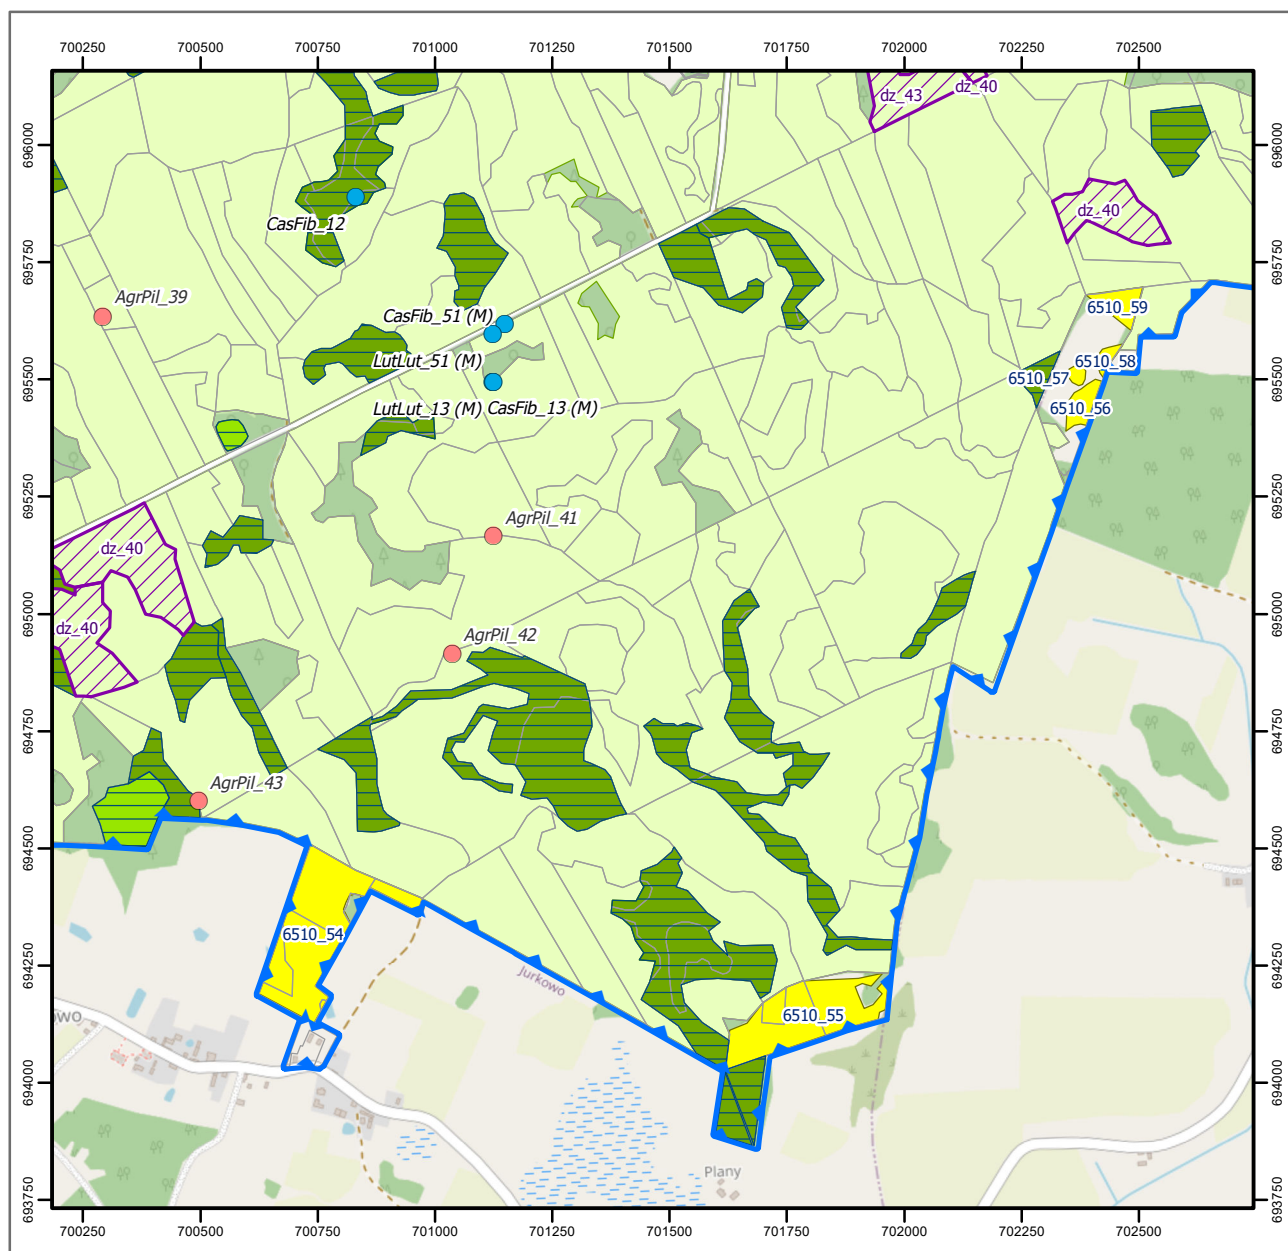 700250 700500 700750 701000 701250 701500 701750 702000 702250 702500
dz_43
dz_40
696000 696000
dz_40
CasFib_12
695750 695750
AgrPil_39
6510_59
CasFib_51 (M)
LutLut_51 (M)
6510_58
695500 695500
6510_57
LutLut_13 (M) CasFib_13 (M)
6510_56
695250 695250
AgrPil_41
dz_40
695000 695000
dz_40
AgrPil_42
694750 694750
AgrPil_43
694500 694500
6510_54
694250 694250
Jurkowo
6510_55
owo
694000 694000
Plany
693750 693750
700250 700500 700750 701000 701250 701500 701750 702000 702250 702500